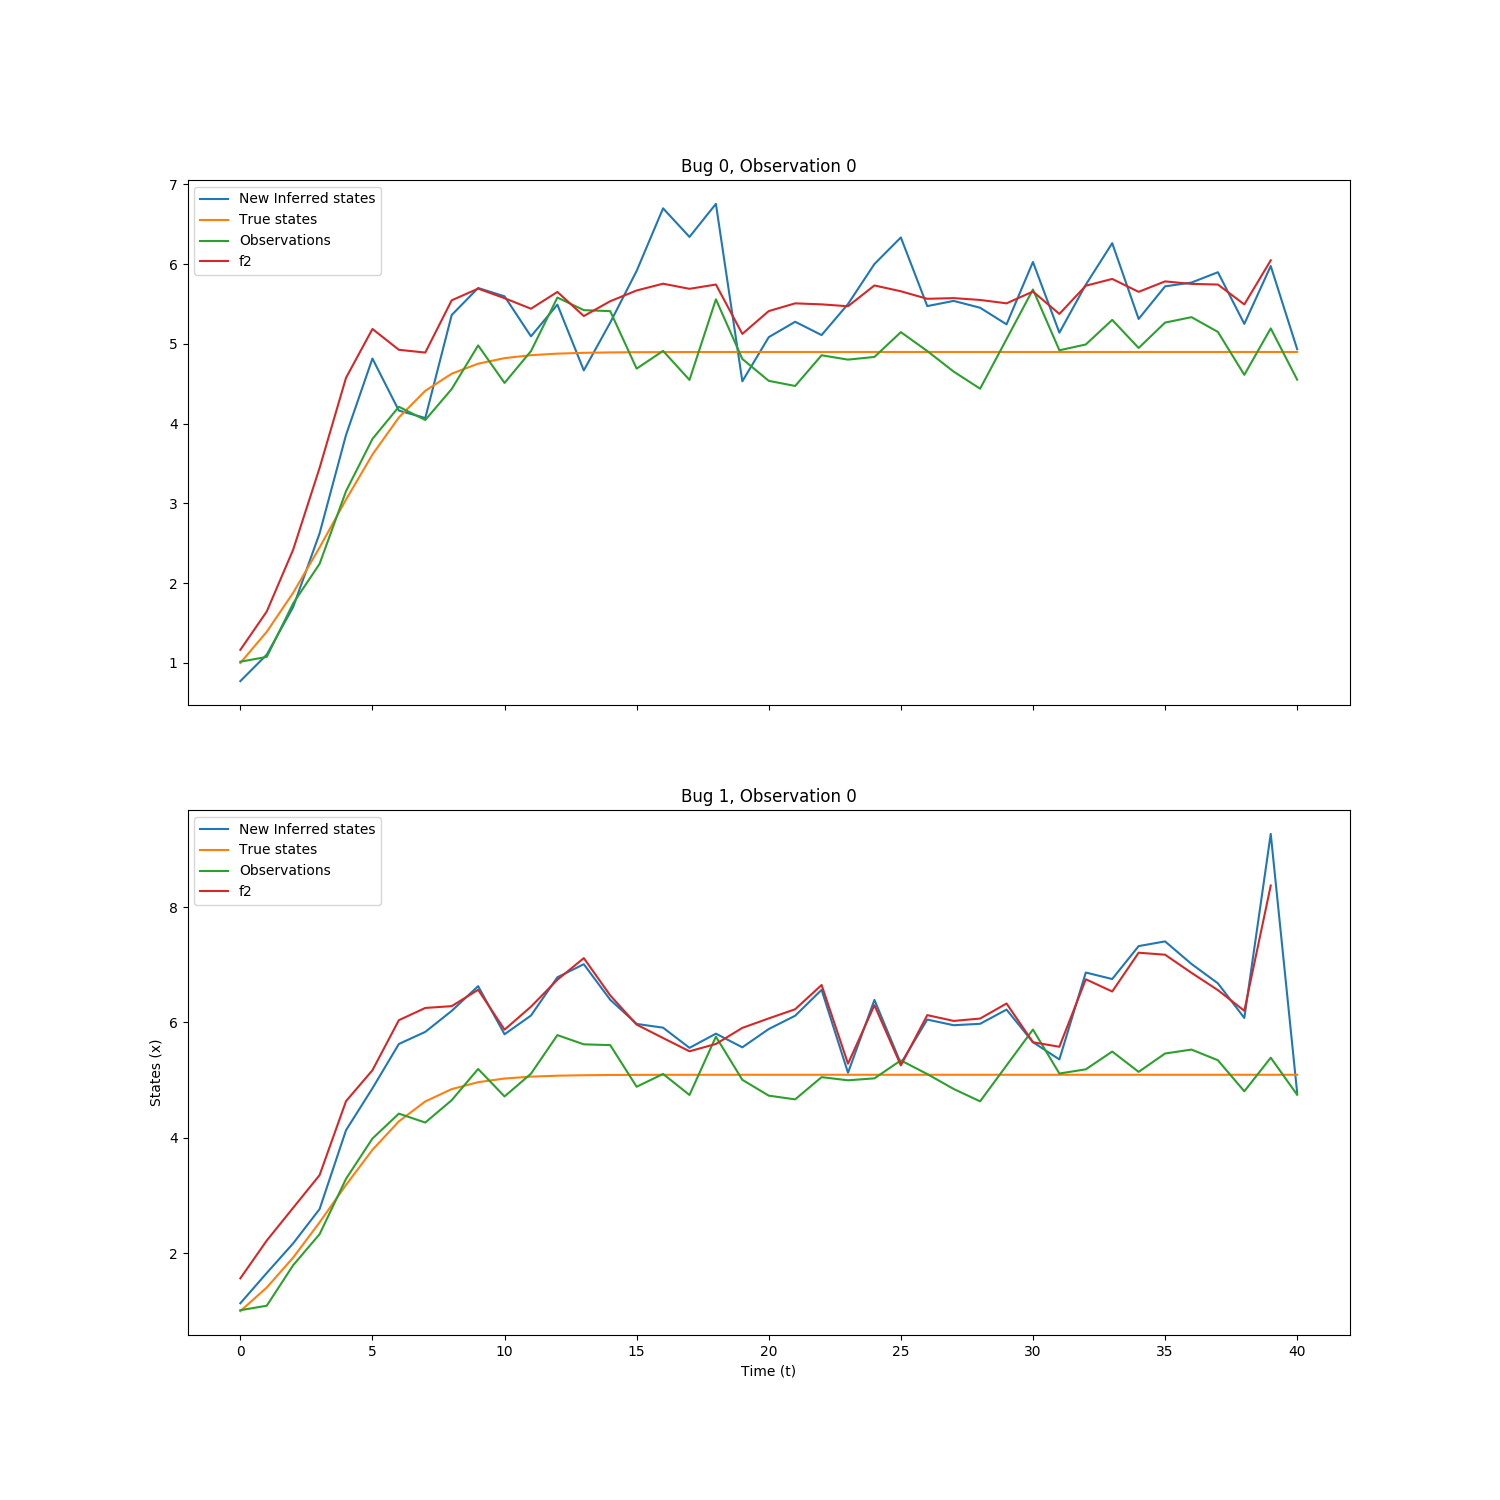 Bug 0, Observation 0
New Inferred states
True states
Observations
f2
7
6
5
4
3
2
1
Bug 1, Observation 0
New Inferred states
True states
Observations
f2
8
6
4
2
States (x)
0 5 10 15 20 25 30 35 40
Time (t)